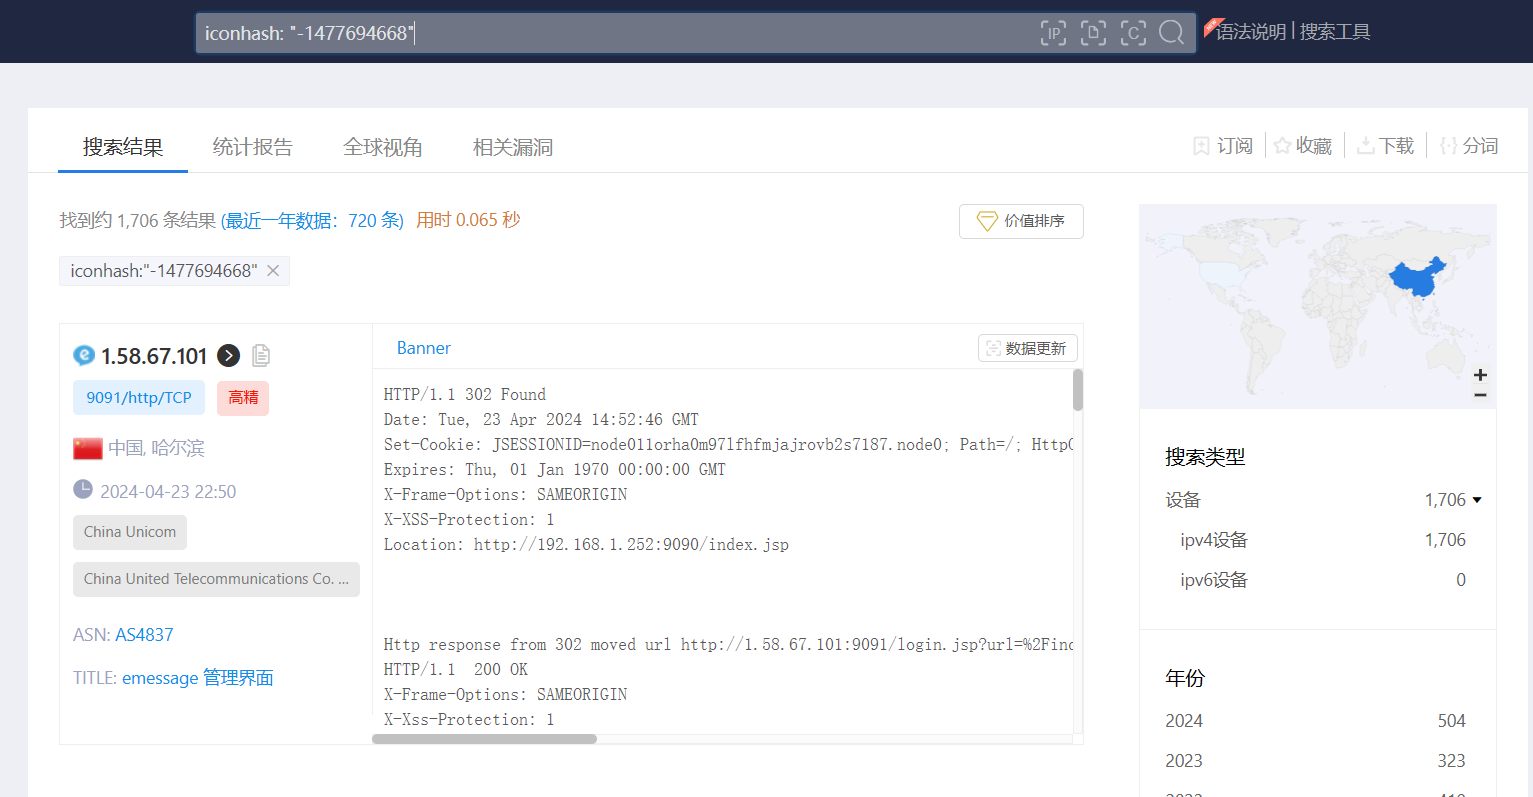 iconhash: "-1477694668"
IP
C
NEW
语法说明 | 搜索工具
搜索结果
统计报告
全球视角
相关漏洞
订阅
收藏
下载
分词
找到约 1,706 条结果 (最近一年数据：720 条) 用时 0.065 秒
价值排序
iconhash:"-1477694668"
1.58.67.101
9091/http/TCP
高精
中国, 哈尔滨
2024-04-23 22:50
China Unicom
China United Telecommunications Co. ...
ASN: AS4837
TITLE: emessage 管理界面
Banner
数据更新
HTTP/1.1 302 Found
Date: Tue, 23 Apr 2024 14:52:46 GMT
Set-Cookie: JSESSIONID=node011orha0m97lfhfmjajrovb2s7187.node0; Path=/; Http
Expires: Thu, 01 Jan 1970 00:00:00 GMT
X-Frame-Options: SAMEORIGIN
X-XSS-Protection: 1
Location: http://192.168.1.252:9090/index.jsp
Http response from 302 moved url http://1.58.67.101:9091/login.jsp?url=%2Find
HTTP/1.1  200 OK
X-Frame-Options: SAMEORIGIN
X-Xss-Protection: 1
+
−
搜索类型
设备 1,706
ipv4设备 1,706
ipv6设备 0
年份
2024 504
2023 323